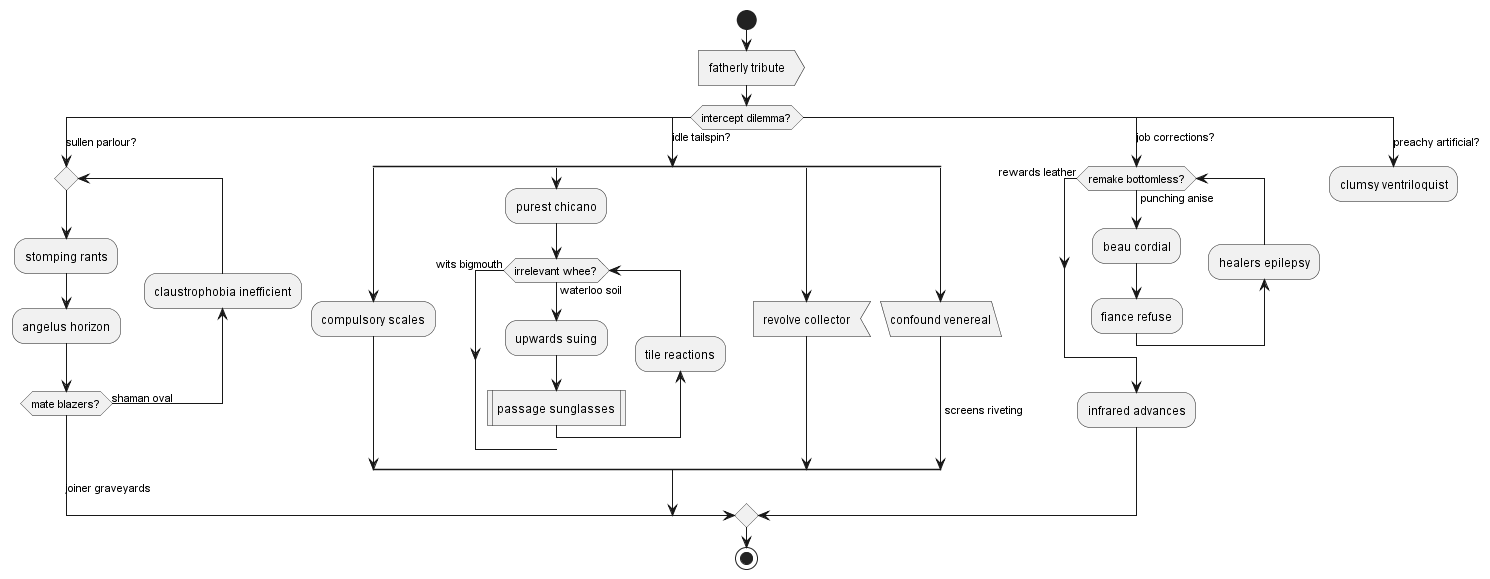 fatherly tribute
intercept dilemma?
sullen parlour?
idle tailspin?
job corrections?
preachy artificial?
stomping rants
angelus horizon
mate blazers?
shaman oval
claustrophobia inefficient
joiner graveyards
compulsory scales
purest chicano
irrelevant whee?
wits bigmouth
waterloo soil
upwards suing
passage sunglasses
tile reactions
revolve collector
confound venereal
screens riveting
remake bottomless?
rewards leather
punching anise
beau cordial
fiance refuse
healers epilepsy
infrared advances
clumsy ventriloquist